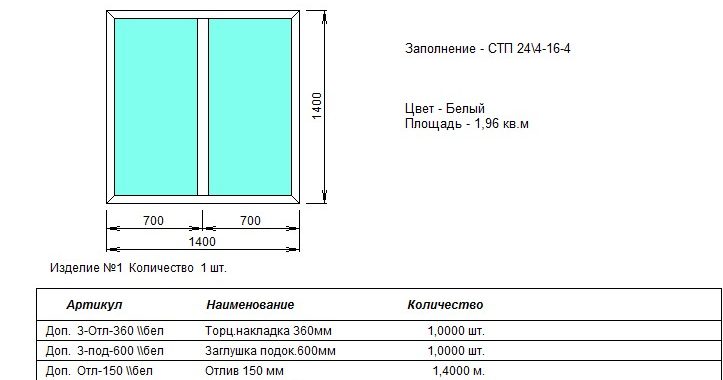 Заполнение - СТП 24\4-16-4
Цвет - Белый
Площадь - 1,96 кв.м
1400
700 700
1400
Изделие №1 Количество 1 шт.
Артикул Наименование Количество
Доп. З-Отл-360 \\бел Торц.накладка 360мм 1,0000 шт.
Доп. З-под-600 \\бел Заглушка подок.600мм 1,0000 шт.
Доп. Отл-150 \\бел Отлив 150 мм 1,4000 м.